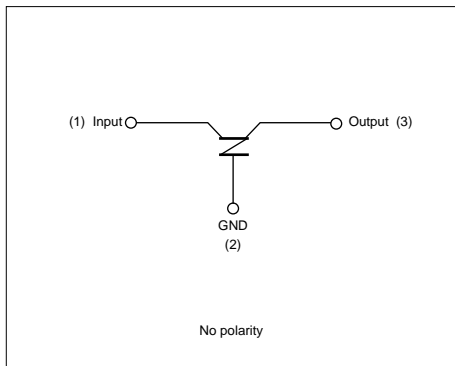 (1) Input
Output (3)
GND
(2)
No polarity